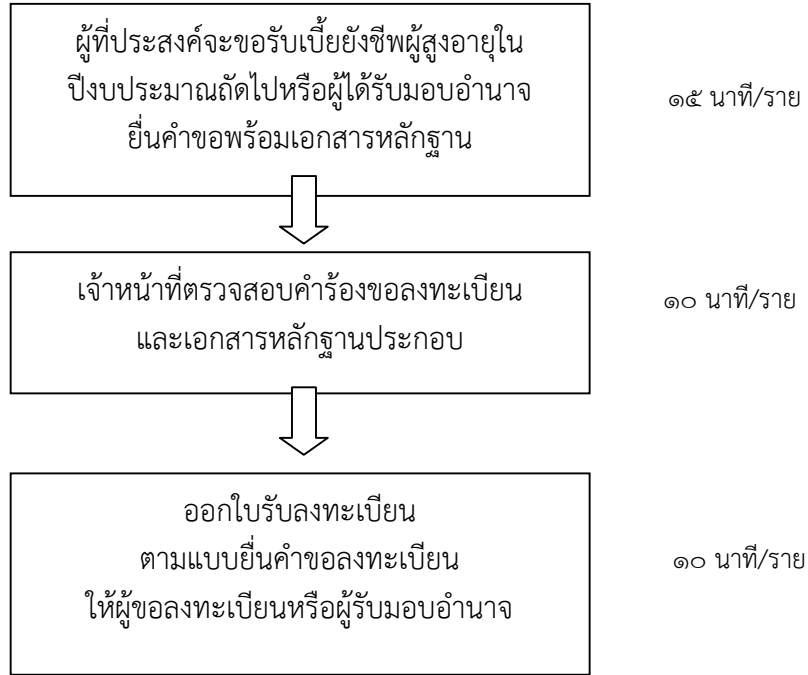 ผู้ที่ประสงค์จะขอรับเบี้ยยังชีพผู้สูงอายุใน
ปีงบประมาณถัดไปหรือผู้ได้รับมอบอำนาจ
ยื่นคำขอพร้อมเอกสารหลักฐาน
๑๕ นาที/ราย
เจ้าหน้าที่ตรวจสอบคำร้องขอลงทะเบียน
และเอกสารหลักฐานประกอบ
๑๐ นาที/ราย
ออกใบรับลงทะเบียน
ตามแบบยื่นคำขอลงทะเบียน
ให้ผู้ขอลงทะเบียนหรือผู้รับมอบอำนาจ
๑๐ นาที/ราย